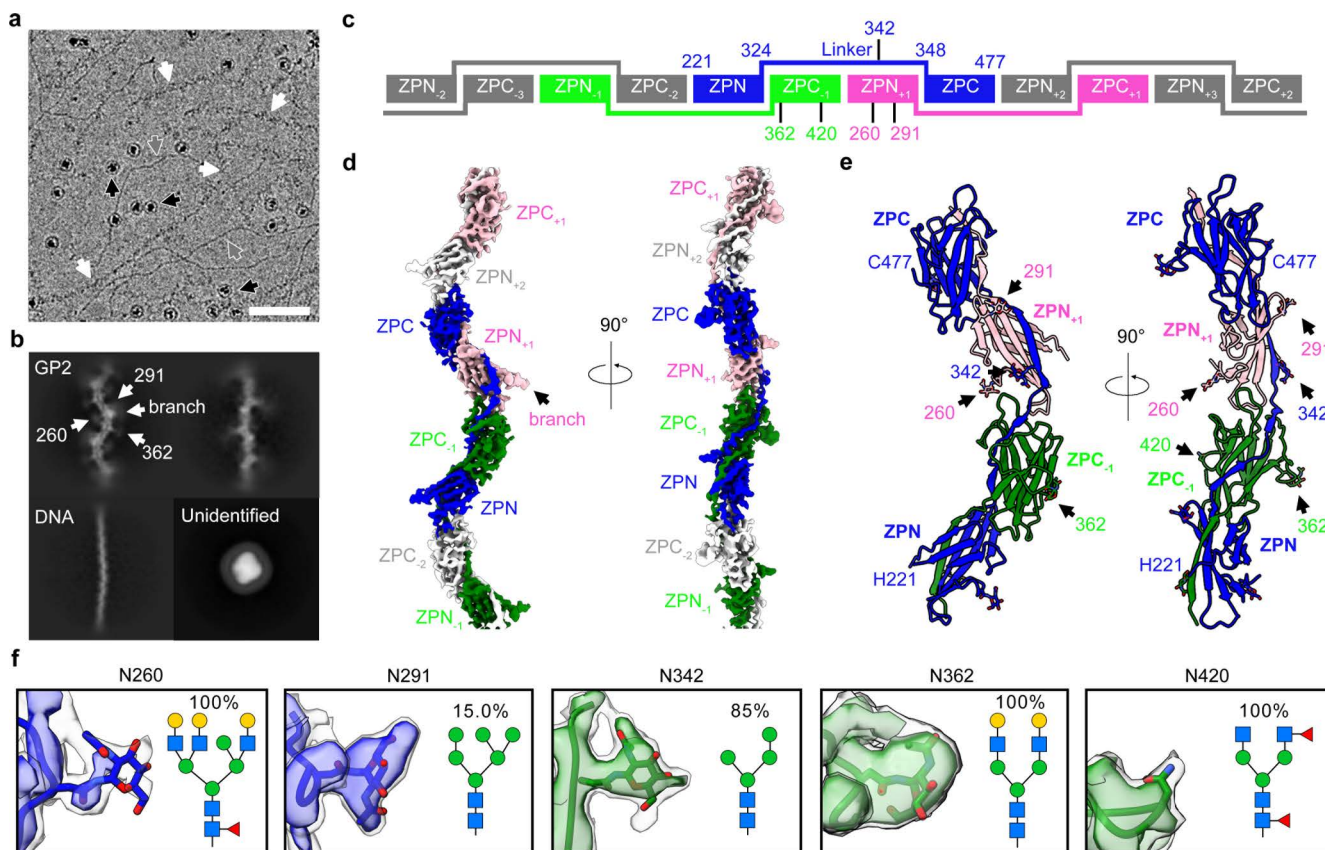 a
b
GP2
291
branch
260
362
DNA
Unidentified
c
342
324
Linker
348
221
477
ZPN-2
ZPC-3
ZPN-1
ZPC-2
ZPN
ZPC-1
ZPN+1
ZPC
ZPN+2
ZPC+1
ZPN+3
ZPC+2
362
420
260
291
d
ZPC+1
ZPN+2
ZPC
ZPN+1
branch
ZPC-1
ZPN
ZPC-2
ZPN-1
90°
ZPC+1
ZPN+2
ZPC
ZPN+1
ZPC-1
ZPN
ZPC-2
ZPN-1
e
ZPC
C477
291
ZPN+1
342
260
ZPC-1
362
ZPN
H221
90°
ZPC
C477
ZPN+1
291
260
342
420
ZPC-1
362
ZPN
H221
f
N260
100%
N291
15.0%
N342
85%
N362
100%
N420
100%